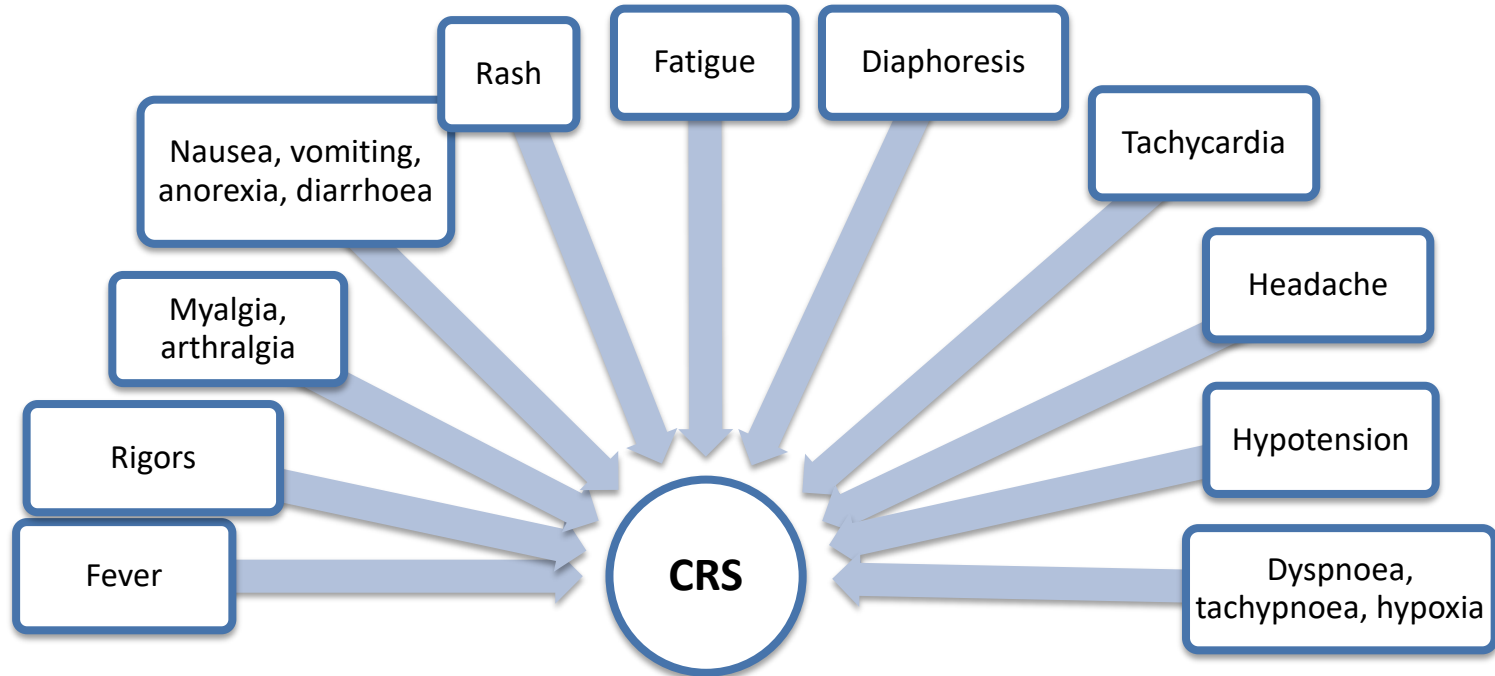 Rash
Fatigue
Diaphoresis
Tachycardia
Nausea, vomiting,
anorexia, diarrhoea
Headache
Myalgia,
arthralgia
Hypotension
Rigors
Fever
CRS
Dyspnoea,
tachypnoea, hypoxia